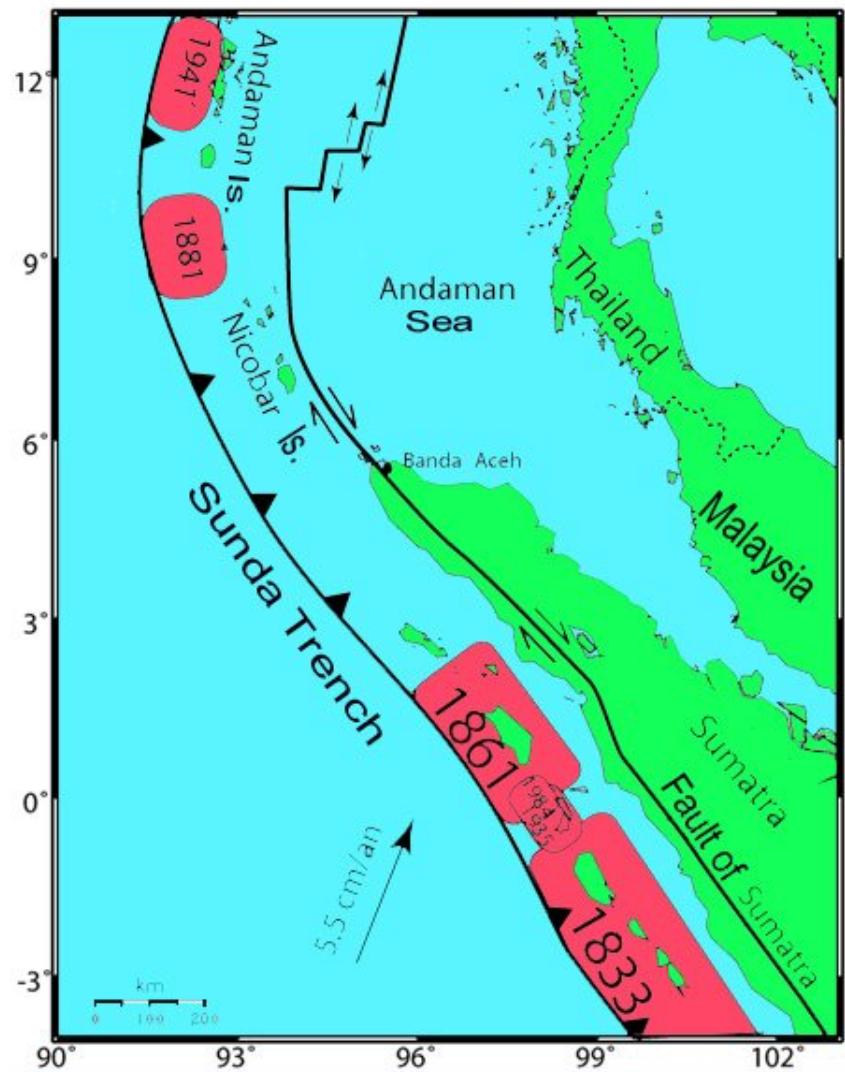 12°
9°
6°
3°
0°
-3°
90°
93°
96°
99°
102°
1941
Andaman Is.
1881
Nicobar Is.
Andaman
Sea
Thailand
Banda Aceh
Malaysia
Sunda Trench
1861
1984
1935
1833
Sumatra
Fault of Sumatra
5.5 cm/an
km
0 100 200